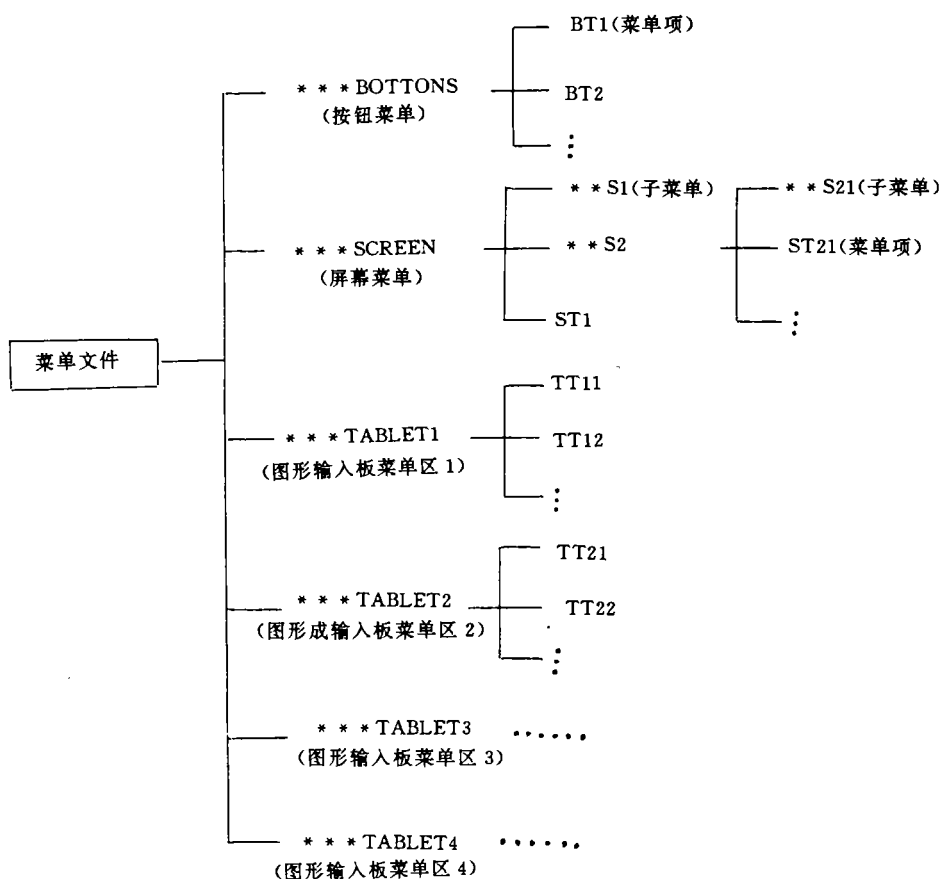 BT1(菜单项)
* * * BOTTONS
(按钮菜单)
BT2
⋮
* * S1(子菜单)
* * S21(子菜单)
* * * SCREEN
(屏幕菜单)
* * S2
ST21(菜单项)
ST1
⋮
菜单文件
TT11
* * * TABLET1
(图形输入板菜单区 1)
TT12
⋮
TT21
* * * TABLET2
(图形成输入板菜单区 2)
TT22
⋮
* * * TABLET3 ······
(图形输入板菜单区 3)
* * * TABLET4 ······
(图形输入板菜单区 4)